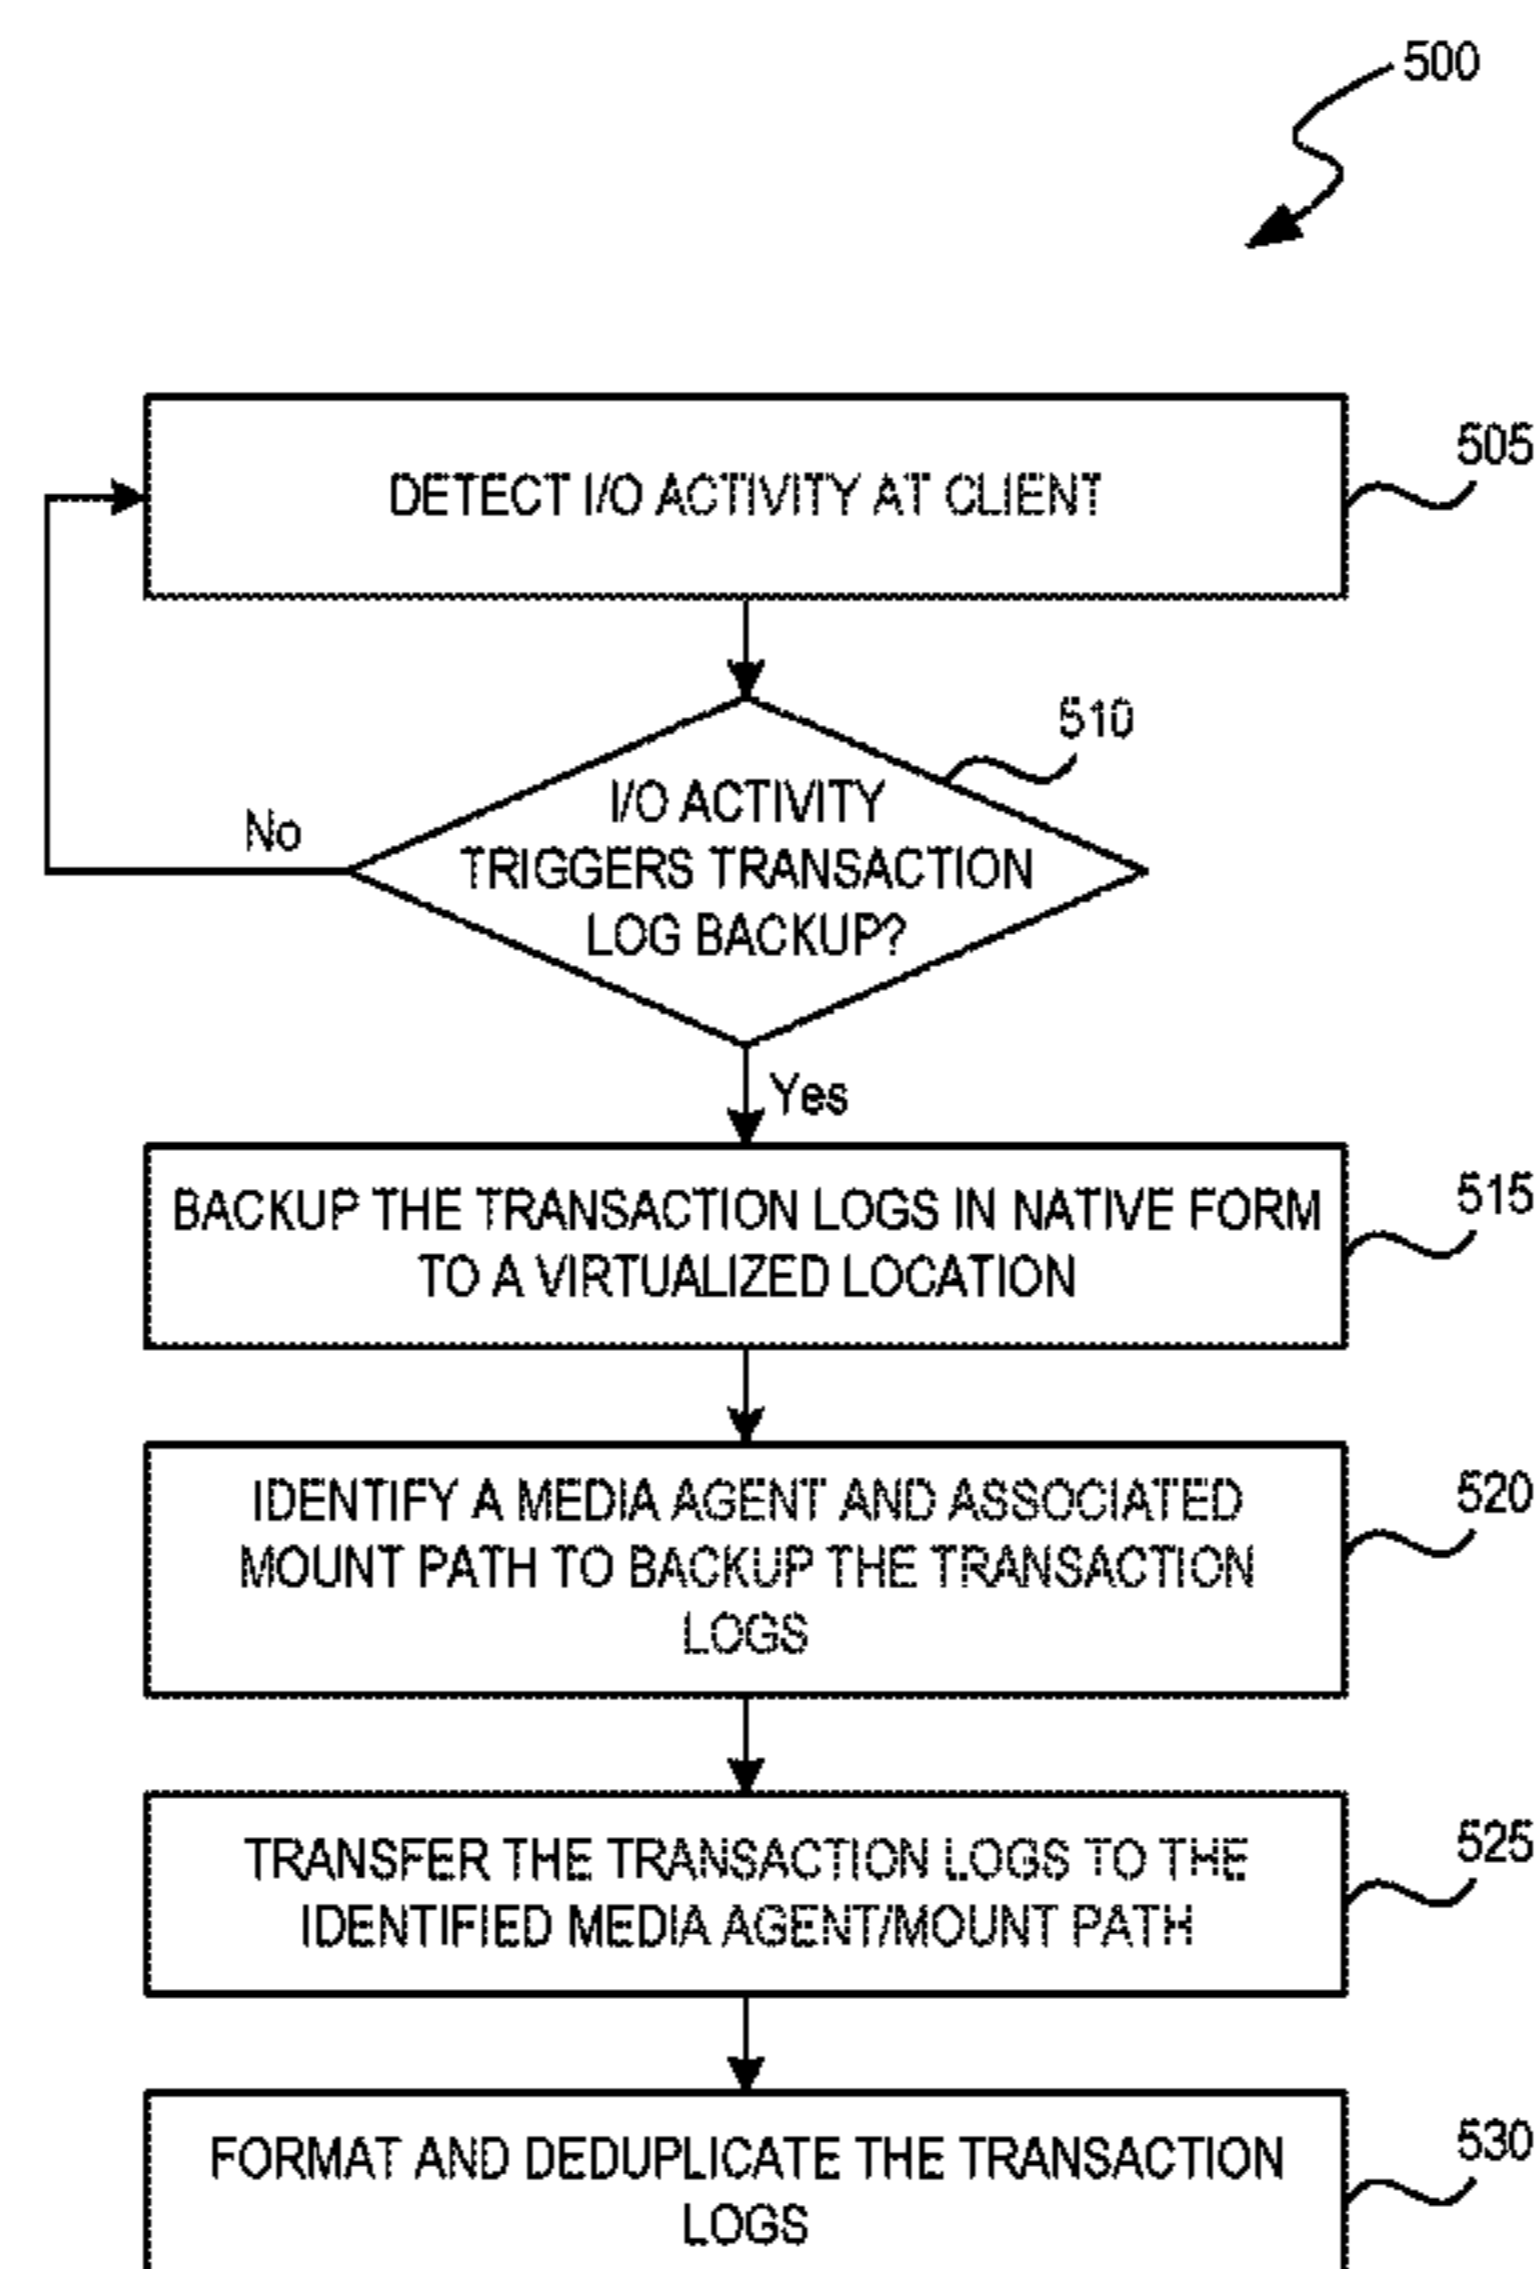 500
DETECT I/O ACTIVITY AT CLIENT
505
510
I/O ACTIVITY
TRIGGERS TRANSACTION
LOG BACKUP?
No
Yes
BACKUP THE TRANSACTION LOGS IN NATIVE FORM
TO A VIRTUALIZED LOCATION
515
IDENTIFY A MEDIA AGENT AND ASSOCIATED
MOUNT PATH TO BACKUP THE TRANSACTION
LOGS
520
TRANSFER THE TRANSACTION LOGS TO THE
IDENTIFIED MEDIA AGENT/MOUNT PATH
525
FORMAT AND DEDUPLICATE THE TRANSACTION
LOGS
530